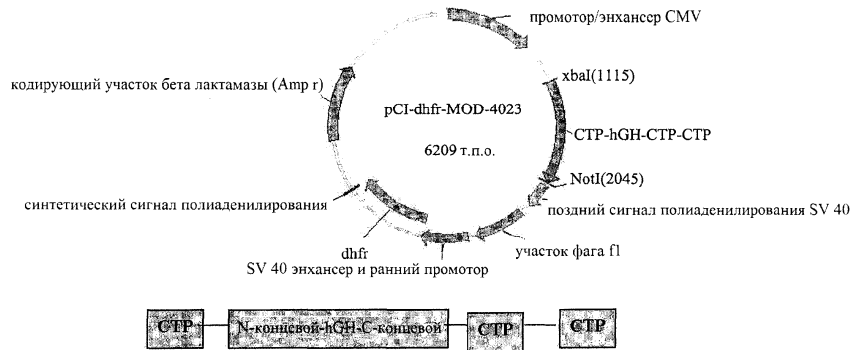 промотор/энхансер CMV
xbaI(1115)
кодирующий участок бета лактамазы (Amp r)
pCI-dhfr-MOD-4023
6209 т.п.о.
CTP-hGH-CTP-CTP
NotI(2045)
синтетический сигнал полиаденилирования
поздний сигнал полиаденилирования SV 40
участок фага f1
dhfr
SV 40 энхансер и ранний промотор
CTP N-концевой-hGH-C-концевой CTP CTP